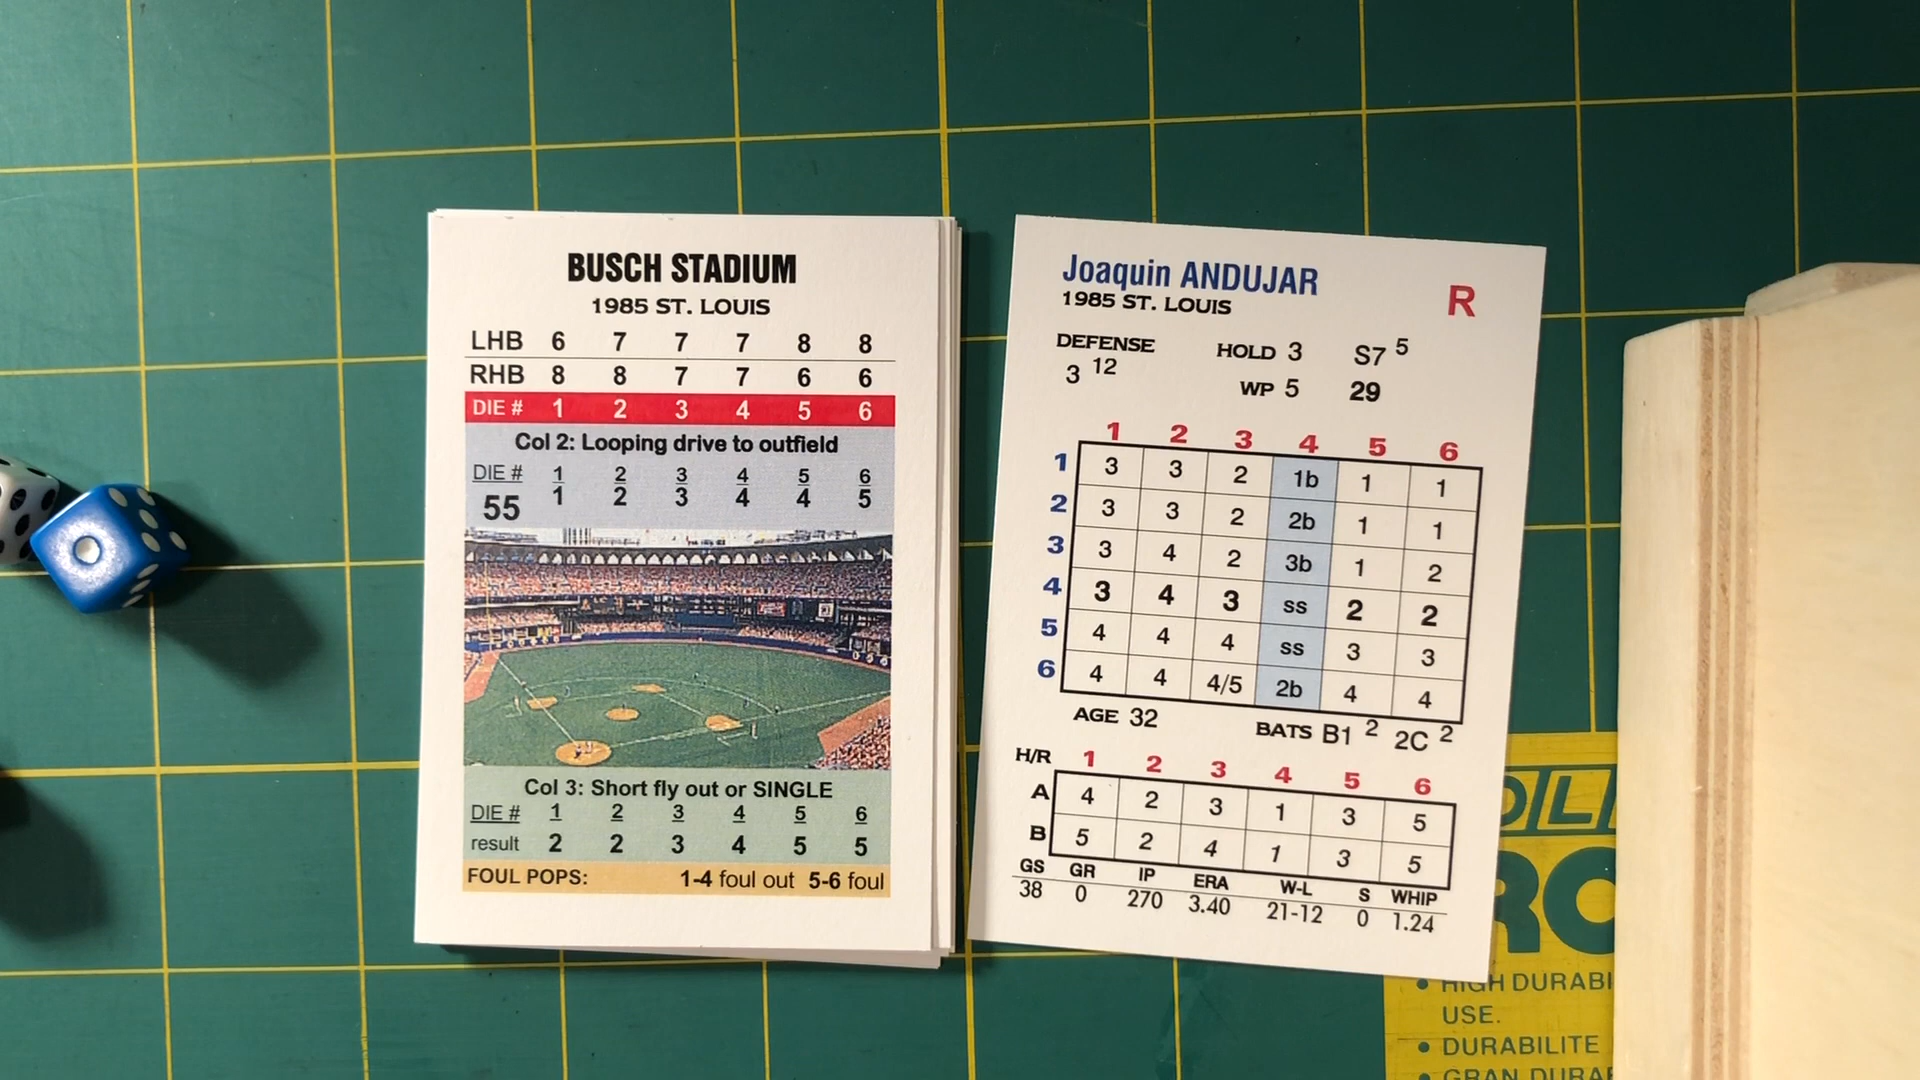 BUSCH STADIUM
1985 ST. LOUIS
LHB 6 7 7 7 8 8
RHB 8 8 7 7 6 6
DIE # 1 2 3 4 5 6
Col 2: Looping drive to outfield
DIE # 1 2 3 4 5 6
55 1 2 3 4 4 5
Col 3: Short fly out or SINGLE
DIE # 1 2 3 4 5 6
result 2 2 3 4 5 5
FOUL POPS: 1-4 foul out 5-6 foul
Joaquin ANDUJAR
R
1985 ST. LOUIS
DEFENSE HOLD 3 S7 5
3 12 WP 5 29
1 2 3 4 5 6
1 3 3 2 1b 1 1
2 3 3 2 2b 1 1
3 3 4 2 3b 1 2
4 3 4 3 ss 2 2
5 4 4 4 ss 3 3
6 4 4 4/5 2b 4 4
AGE 32 BATS B1 2 2C 2
H/R 1 2 3 4 5 6
A 4 2 3 1 3 5
B 5 2 4 1 3 5
GS GR IP ERA W-L S WHIP
38 0 270 3.40 21-12 0 1.24
• HIGH DURABI
USE.
• DURABILITE